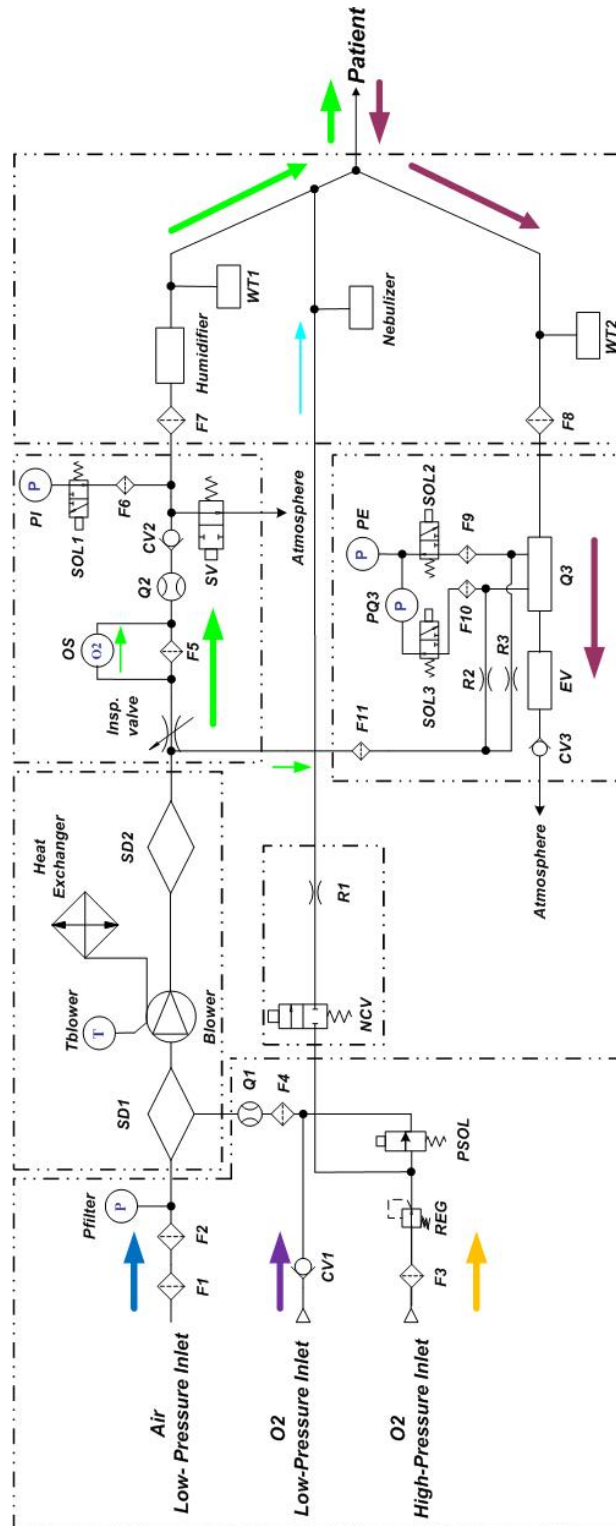 Air
Low- Pressure Inlet
O2
Low-Pressure Inlet
O2
High-Pressure Inlet
F1
F2
Pfilter
P
CV1
F3
REG
PSOL
Q1
F4
SD1
Tblower
T
Blower
Heat
Exchanger
SD2
NCV
R1
Insp.
valve
OS
O2
F5
Q2
CV2
SV
PI
P
SOL1
F6
Atmosphere
F11
PQ3
P
PE
P
SOL2
SOL3
F9
F10
R2
R3
Q3
EV
CV3
Atmosphere
F7
Humidifier
WT1
Nebulizer
F8
WT2
Patient